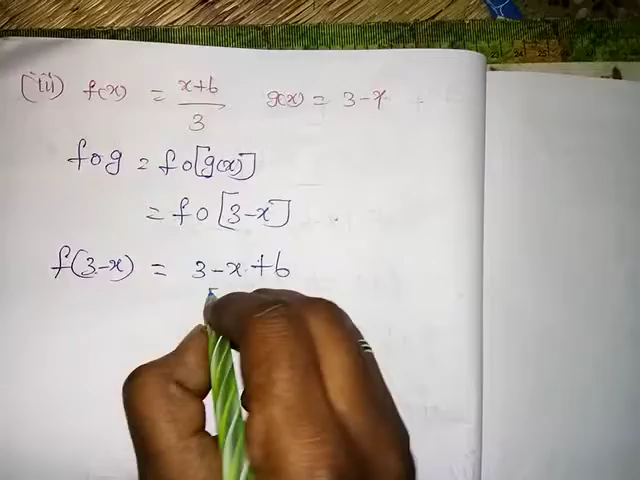 (iii) f(x) = x+6/3 g(x) = 3-x
fog = fo[g(x)]
= fo[3-x]
f(3-x) = 3-x+6